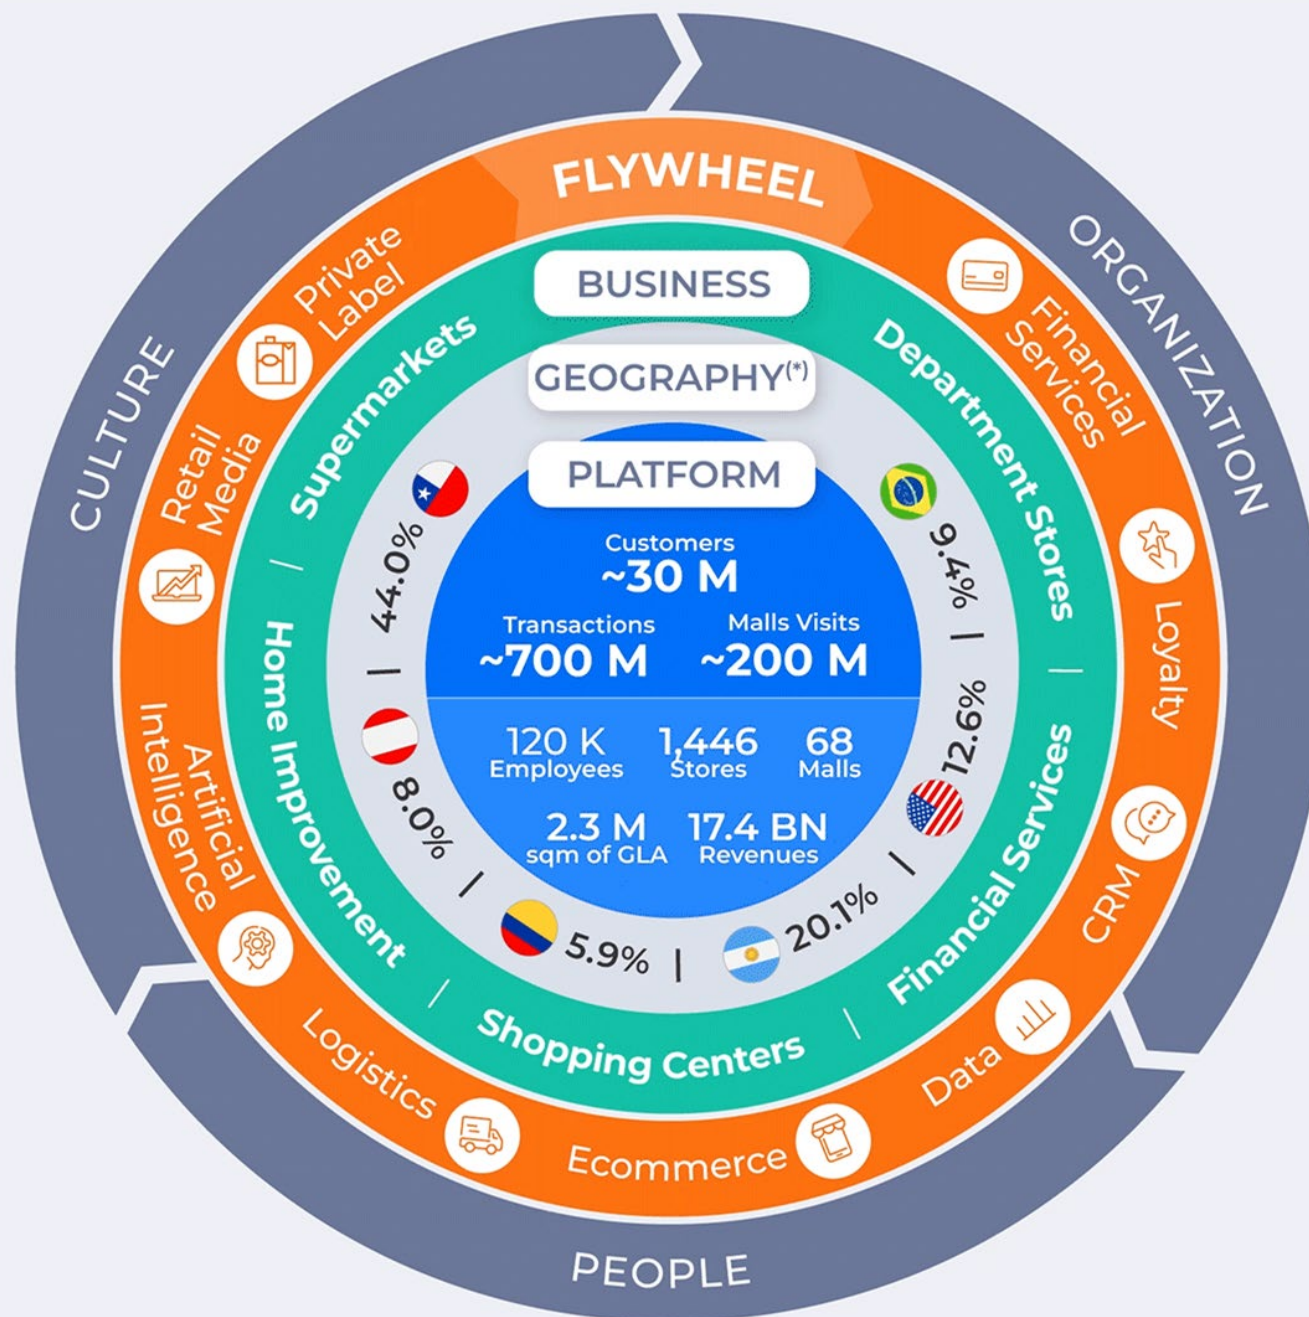 CULTURE
ORGANIZATION
PEOPLE
FLYWHEEL
Financial
Services
Loyalty
CRM
Data
Ecommerce
Logistics
Artificial
Intelligence
Retail
Media
Private
Label
BUSINESS
Supermarkets
Department Stores
Financial Services
Shopping Centers
Home Improvement
GEOGRAPHY(*)
44.0%
9.4%
12.6%
20.1%
5.9%
8.0%
PLATFORM
Customers
~30 M
Transactions
~700 M
Malls Visits
~200 M
120 K
Employees
1,446
Stores
68
Malls
2.3 M
sqm of GLA
17.4 BN
Revenues